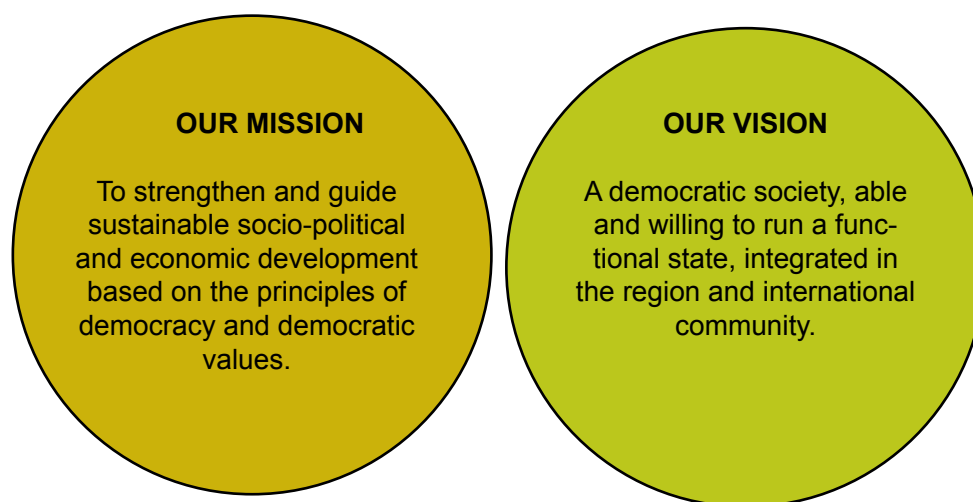 OUR MISSION
To strengthen and guide
sustainable socio-political
and economic development
based on the principles of
democracy and democratic
values.
OUR VISION
A democratic society, able
and willing to run a func-
tional state, integrated in
the region and international
community.